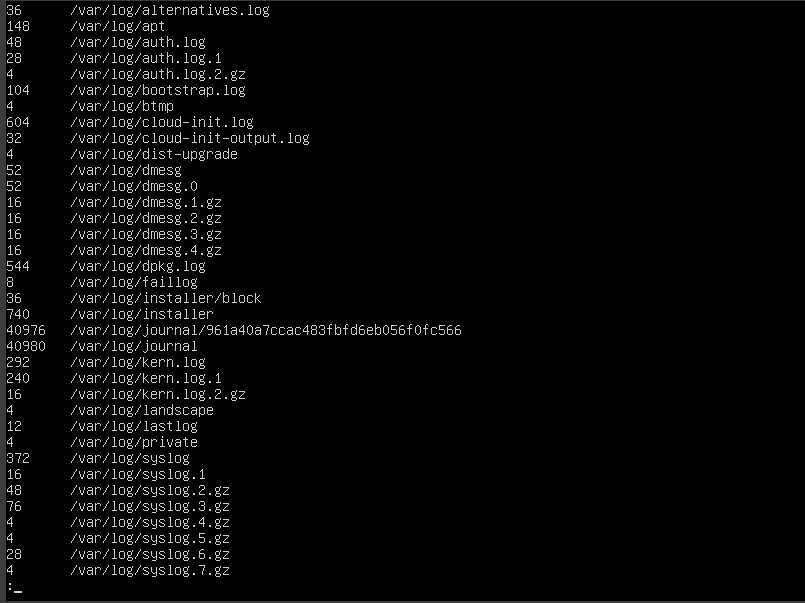 36 /var/log/alternatives.log
148 /var/log/apt
48 /var/log/auth.log
28 /var/log/auth.log.1
4 /var/log/auth.log.2.gz
104 /var/log/bootstrap.log
4 /var/log/btmp
604 /var/log/cloud-init.log
32 /var/log/cloud-init-output.log
4 /var/log/dist-upgrade
52 /var/log/dmesg
52 /var/log/dmesg.0
16 /var/log/dmesg.1.gz
16 /var/log/dmesg.2.gz
16 /var/log/dmesg.3.gz
16 /var/log/dmesg.4.gz
544 /var/log/dpkg.log
8 /var/log/faillog
36 /var/log/installer/block
740 /var/log/installer
40976 /var/log/journal/961a40a7ccac483fbfd6eb056f0fc566
40980 /var/log/journal
292 /var/log/kern.log
240 /var/log/kern.log.1
16 /var/log/kern.log.2.gz
4 /var/log/landscape
12 /var/log/lastlog
4 /var/log/private
372 /var/log/syslog
16 /var/log/syslog.1
48 /var/log/syslog.2.gz
76 /var/log/syslog.3.gz
4 /var/log/syslog.4.gz
4 /var/log/syslog.5.gz
28 /var/log/syslog.6.gz
4 /var/log/syslog.7.gz
:_